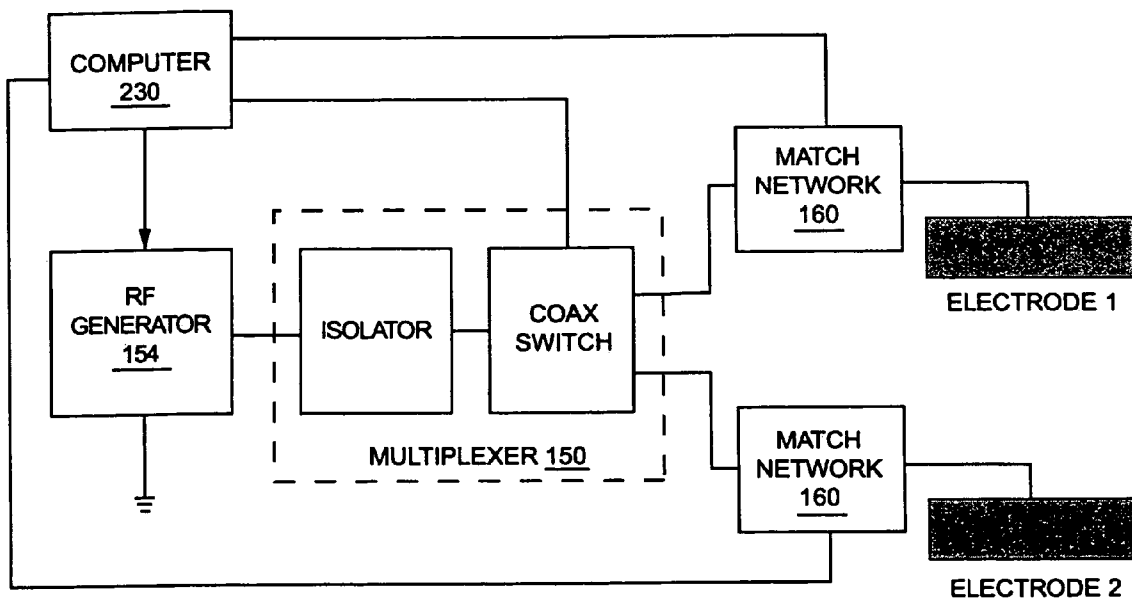 COMPUTER
230
RF
GENERATOR
154
ISOLATOR
COAX
SWITCH
MULTIPLEXER 150
MATCH
NETWORK
160
ELECTRODE 1
MATCH
NETWORK
160
ELECTRODE 2